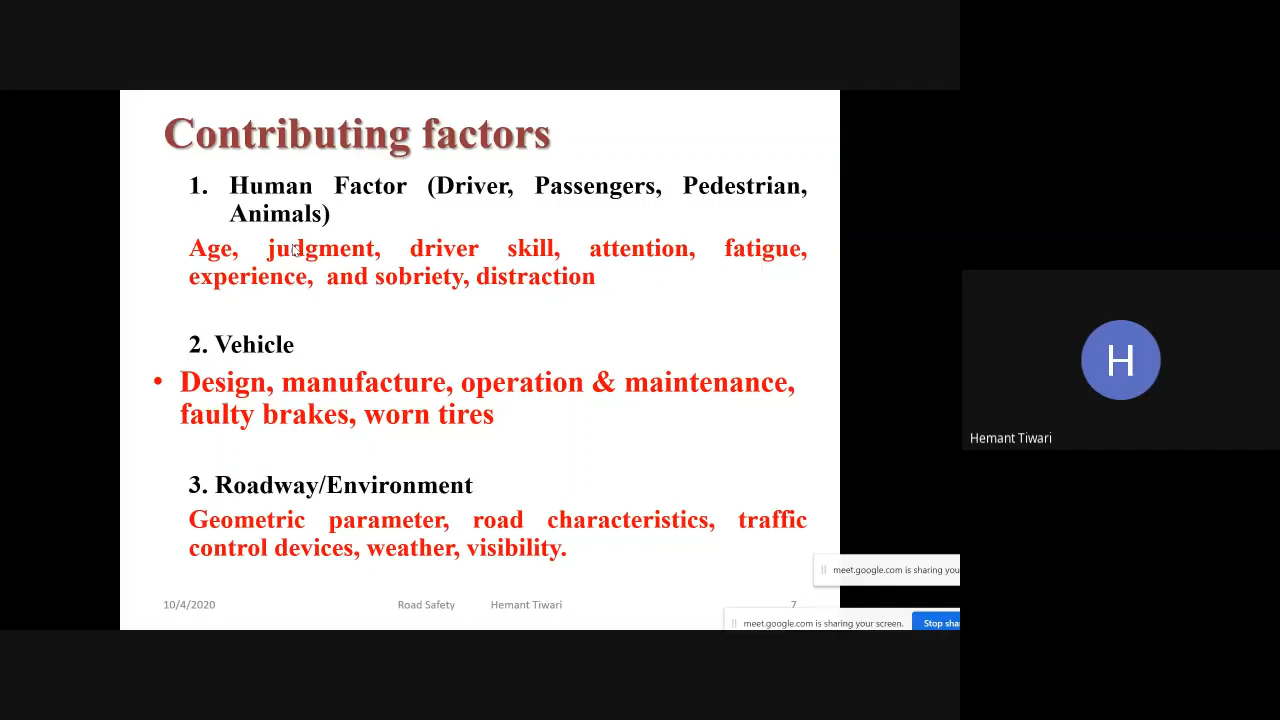 Contributing factors
1. Human Factor (Driver, Passengers, Pedestrian,
Animals)
Age, judgment, driver skill, attention, fatigue,
experience, and sobriety, distraction
2. Vehicle
• Design, manufacture, operation & maintenance,
faulty brakes, worn tires
3. Roadway/Environment
Geometric parameter, road characteristics, traffic
control devices, weather, visibility.
10/4/2020 Road Safety Hemant Tiwari 7
meet.google.com is sharing you
meet.google.com is sharing your screen. Stop sha
H
Hemant Tiwari